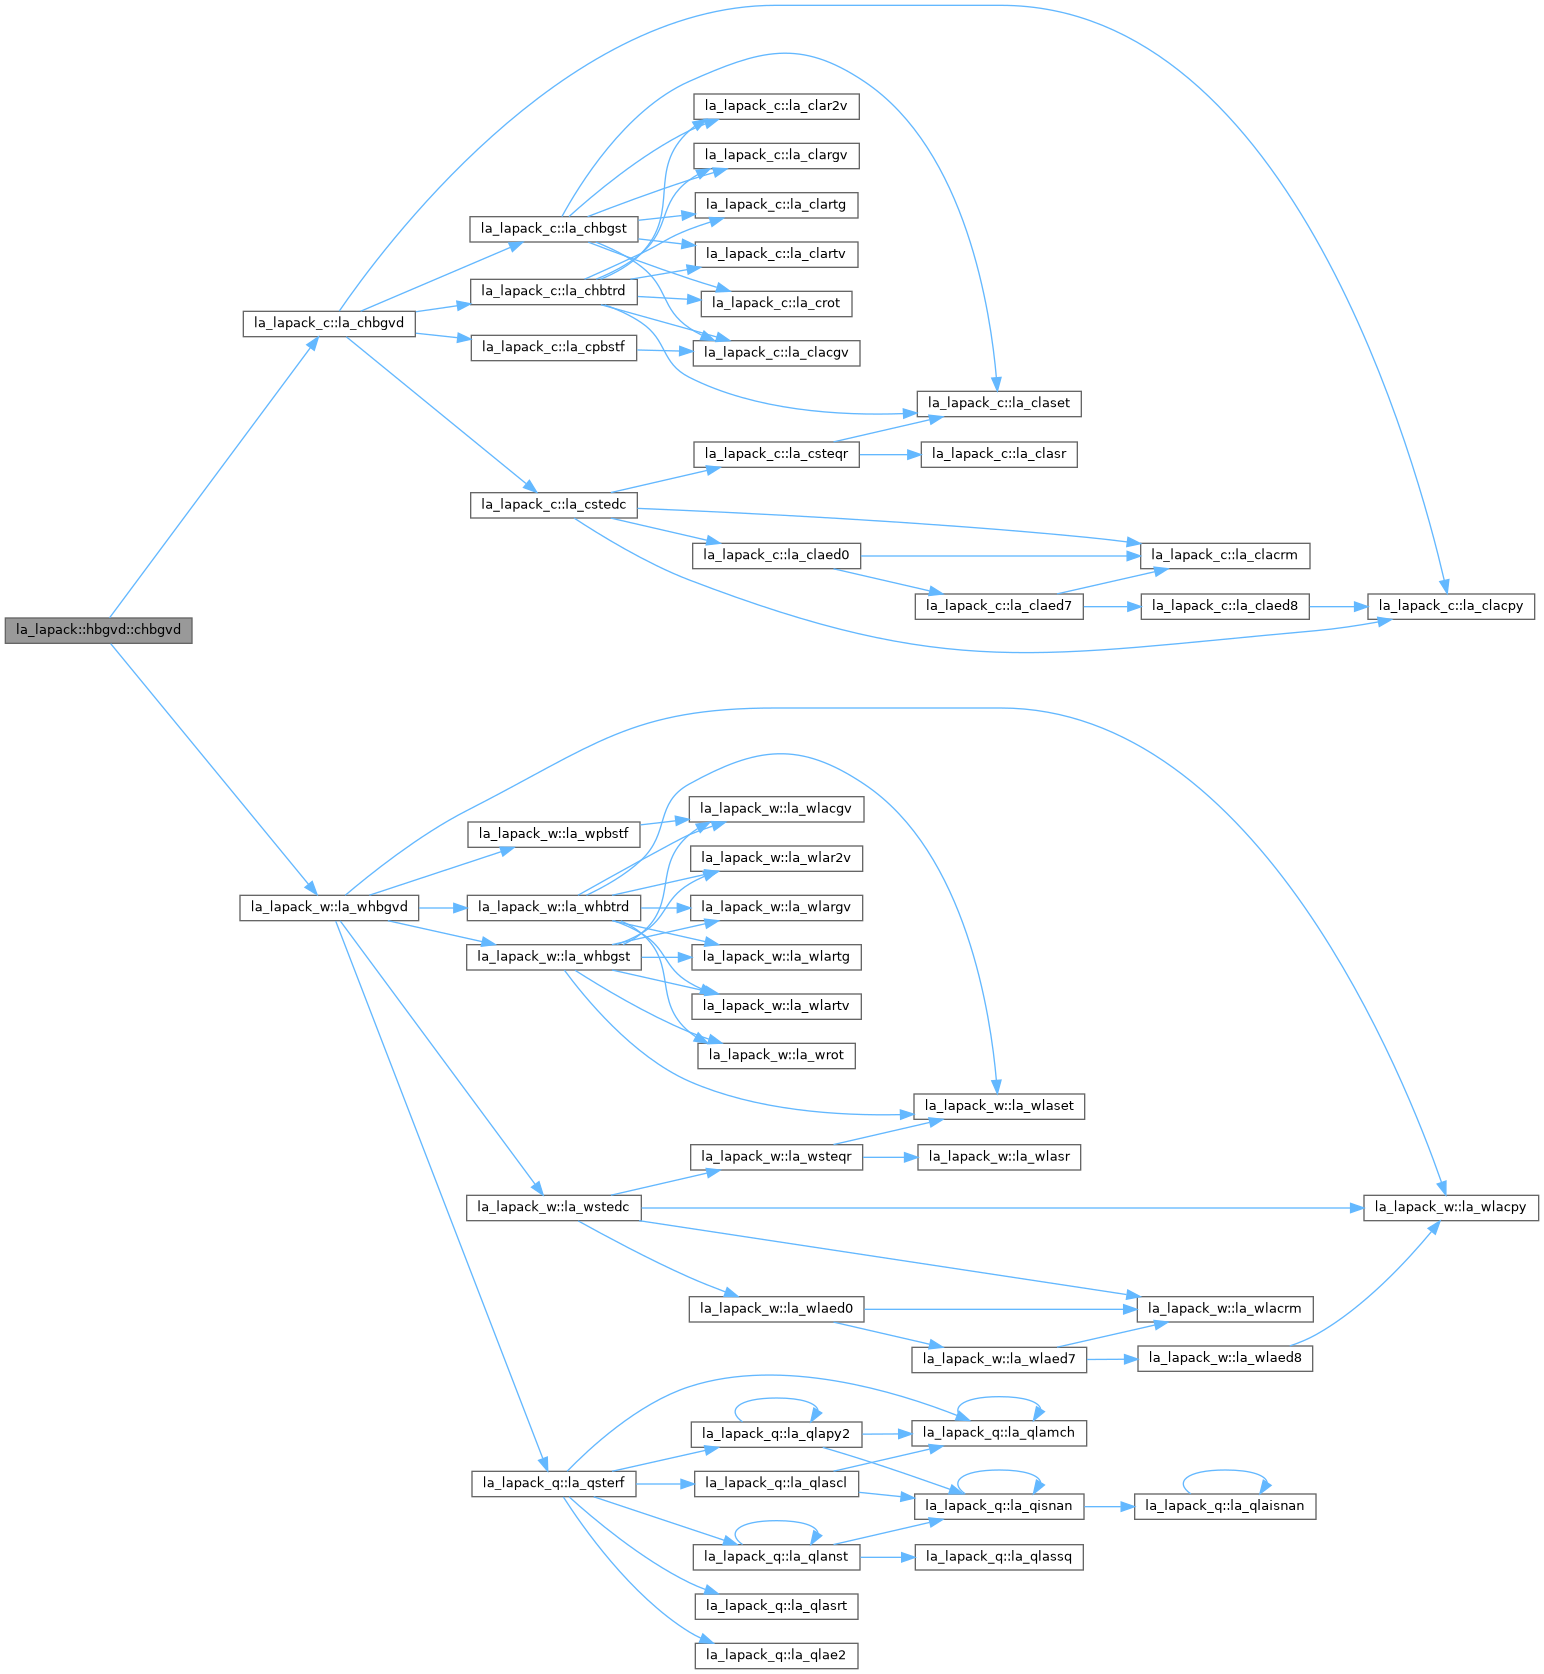 la_lapack_c::la_clar2v
la_lapack_c::la_clargv
la_lapack_c::la_clartg
la_lapack_c::la_chbgst
la_lapack_c::la_clartv
la_lapack_c::la_chbtrd
la_lapack_c::la_crot
la_lapack_c::la_chbgvd
la_lapack_c::la_cpbstf
la_lapack_c::la_clacgv
la_lapack_c::la_claset
la_lapack_c::la_csteqr
la_lapack_c::la_clasr
la_lapack_c::la_cstedc
la_lapack_c::la_claed0
la_lapack_c::la_clacrm
la_lapack_c::la_claed7
la_lapack_c::la_claed8
la_lapack_c::la_clacpy
la_lapack::hbgvd::chbgvd
la_lapack_w::la_wlacgv
la_lapack_w::la_wpbstf
la_lapack_w::la_wlar2v
la_lapack_w::la_whbgvd
la_lapack_w::la_whbtrd
la_lapack_w::la_wlargv
la_lapack_w::la_whbgst
la_lapack_w::la_wlartg
la_lapack_w::la_wlartv
la_lapack_w::la_wrot
la_lapack_w::la_wlaset
la_lapack_w::la_wsteqr
la_lapack_w::la_wlasr
la_lapack_w::la_wstedc
la_lapack_w::la_wlacpy
la_lapack_w::la_wlaed0
la_lapack_w::la_wlacrm
la_lapack_w::la_wlaed7
la_lapack_w::la_wlaed8
la_lapack_q::la_qlapy2
la_lapack_q::la_qlamch
la_lapack_q::la_qsterf
la_lapack_q::la_qlascl
la_lapack_q::la_qisnan
la_lapack_q::la_qlaisnan
la_lapack_q::la_qlanst
la_lapack_q::la_qlassq
la_lapack_q::la_qlasrt
la_lapack_q::la_qlae2